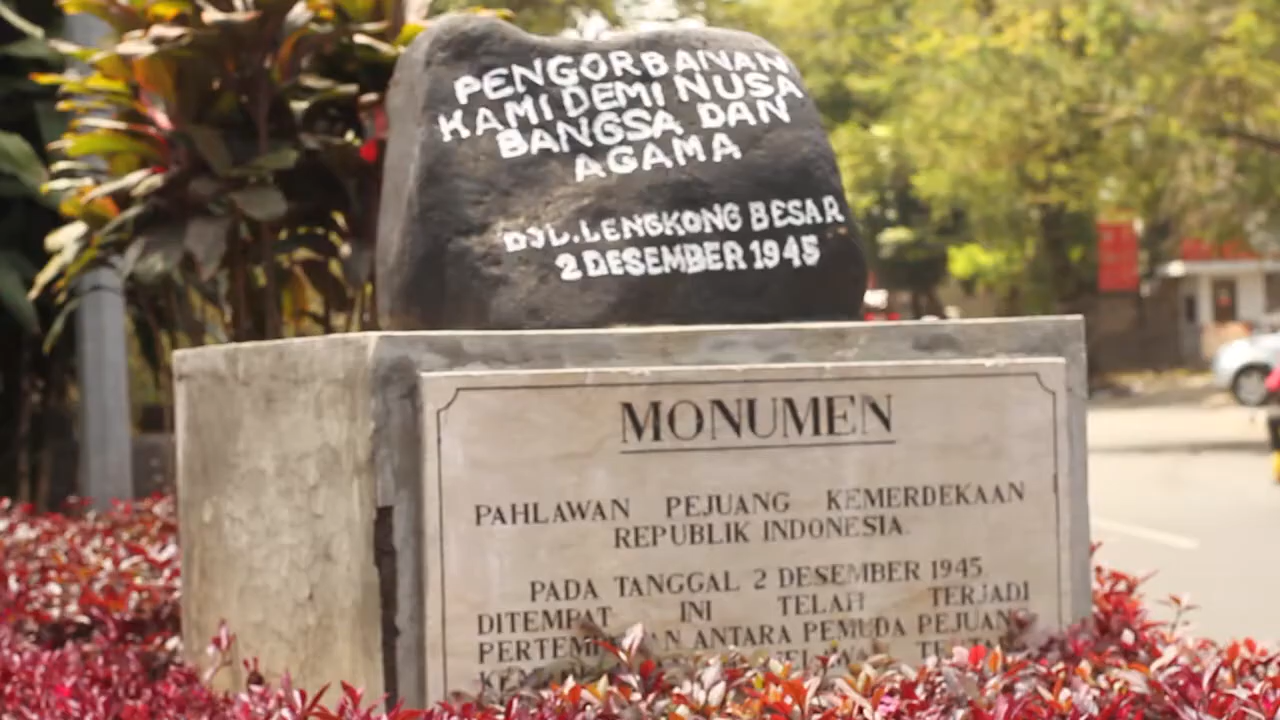 PENGORBANAN
KAMI DEMI NUSA
BANGSA DAN
AGAMA
DJL.LENGKONG BESAR
2 DESEMBER 1945
MONUMEN
PAHLAWAN PEJUANG KEMERDEKAAN
REPUBLIK INDONESIA.
PADA TANGGAL 2 DESEMBER 1945
DITEMPAT INI TELAH TERJADI
ANTARA PEMUDA PEJUANG